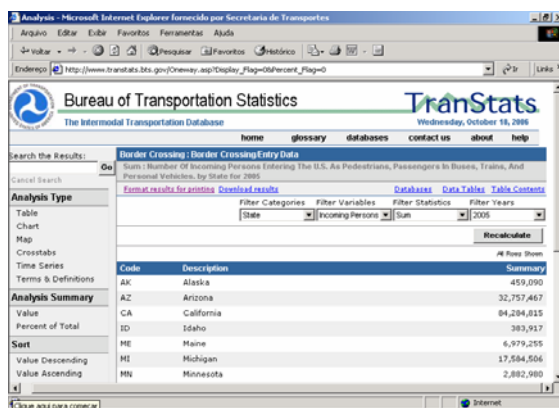 Analysis - Microsoft Internet Explorer fornecido por Secretaria de Transportes
Arquivo Editar Exibir Favoritos Ferramentas Ajuda
Voltar Pesquisar Favoritos Histórico
Endereço http://www.transtats.bts.gov/Oneway.asp?Display_Flag=0&Percent_Flag=0 Ir Links
Bureau of Transportation Statistics TranStats
The Intermodal Transportation Database Wednesday, October 18, 2006
home glossary databases contact us about help
Search the Results:
Go
Cancel Search
Analysis Type
Table
Chart
Map
Crosstabs
Time Series
Terms & Definitions
Analysis Summary
Value
Percent of Total
Sort
Value Descending
Value Ascending
Border Crossing : Border Crossing/Entry Data
Sum : Number Of Incoming Persons Entering The U.S. As Pedestrians, Passengers In Buses, Trains, And
Personal Vehicles, by State for 2005
Format results for printing Download results Databases Data Tables Table Contents
Filter Categories Filter Variables Filter Statistics Filter Years
State Incoming Persons Sum 2005
Recalculate
All Rows Shown
Code Description Summary
AK Alaska 459,090
AZ Arizona 32,757,467
CA California 84,284,815
ID Idaho 383,917
ME Maine 6,979,255
MI Michigan 17,584,506
MN Minnesota 2,882,980
Clique aqui para começar Internet